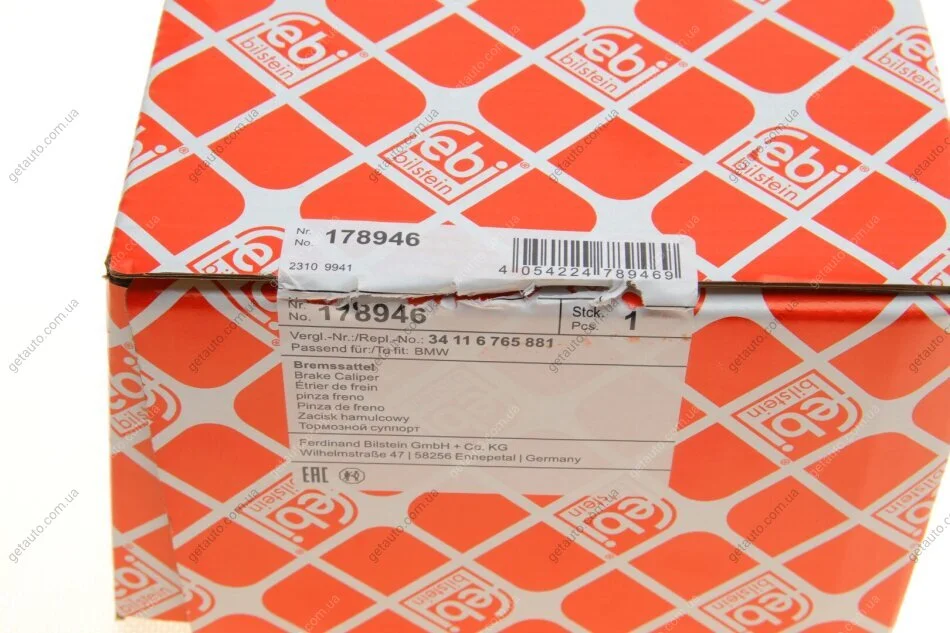 febi
bilstein
Nr.
No. 178946
2310 9941
4 054224 789469
Nr.
No. 178946
Stck.
Pcs. 1
Vergl.-Nr.:/Repl.-No.: 34 11 6 765 881
Passend für:/To fit: BMW
Bremssattel
Brake Caliper
Étrier de frein
pinza freno
Pinza de freno
Zacisk hamulcowy
Тормозной суппорт
Ferdinand Bilstein GmbH + Co. KG
Wilhelmstraße 47 | 58256 Ennepetal | Germany
EAC
getauto.com.ua